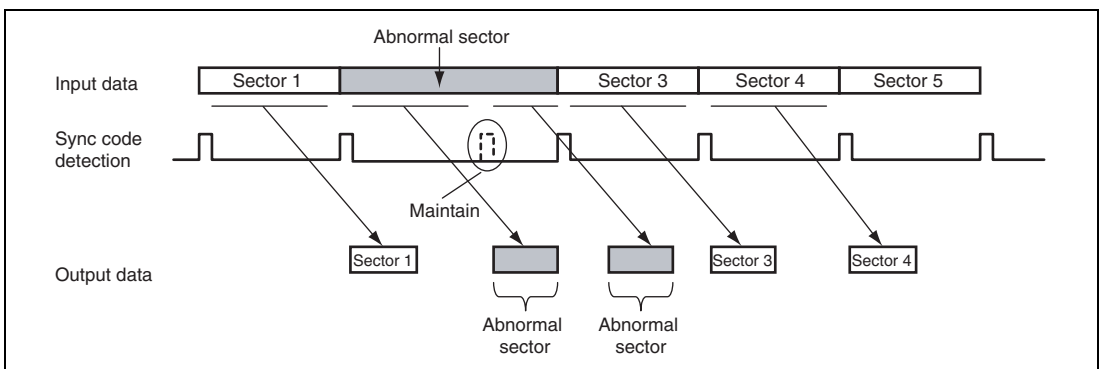 Abnormal sector
Input data
Sector 1
Sector 3
Sector 4
Sector 5
Sync code
detection
Maintain
Output data
Sector 1
Sector 3
Sector 4
Abnormal
sector
Abnormal
sector